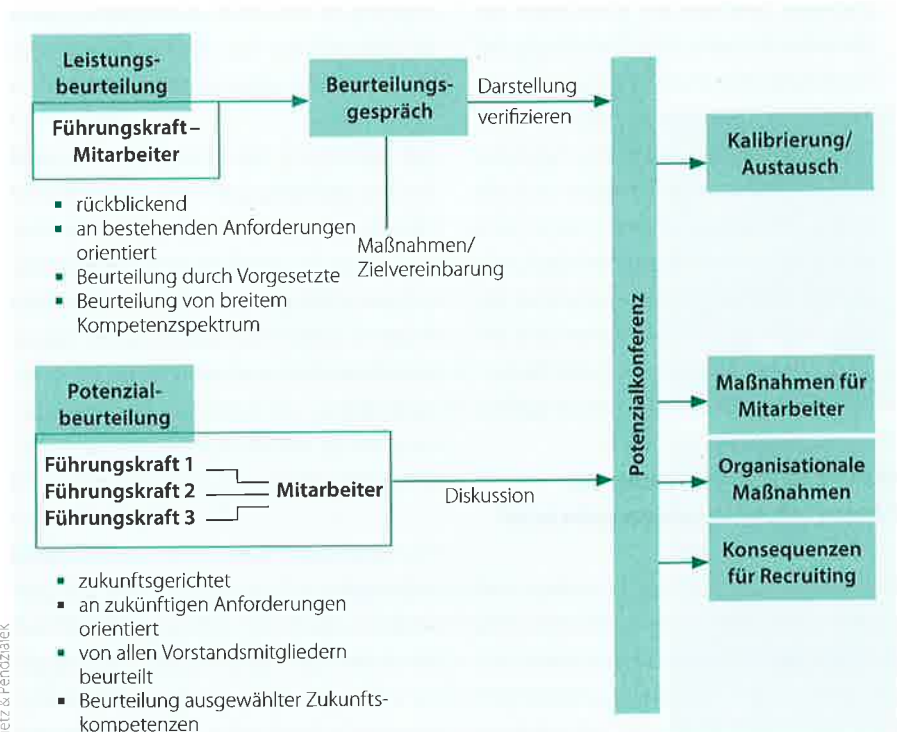 Leistungs-
beurteilung
Führungskraft –
Mitarbeiter
▪ rückblickend
▪ an bestehenden Anforderungen
orientiert
▪ Beurteilung durch Vorgesetzte
▪ Beurteilung von breitem
Kompetenzspektrum
Beurteilungs-
gespräch
Maßnahmen/
Zielvereinbarung
Darstellung
verifizieren
Potenzial-
beurteilung
Führungskraft 1
Führungskraft 2
Führungskraft 3
Mitarbeiter
▪ zukunftsgerichtet
▪ an zukünftigen Anforderungen
orientiert
▪ von allen Vorstandsmitgliedern
beurteilt
▪ Beurteilung ausgewählter Zukunfts-
kompetenzen
Diskussion
Potenzialkonferenz
Kalibrierung/
Austausch
Maßnahmen für
Mitarbeiter
Organisationale
Maßnahmen
Konsequenzen
für Recruiting